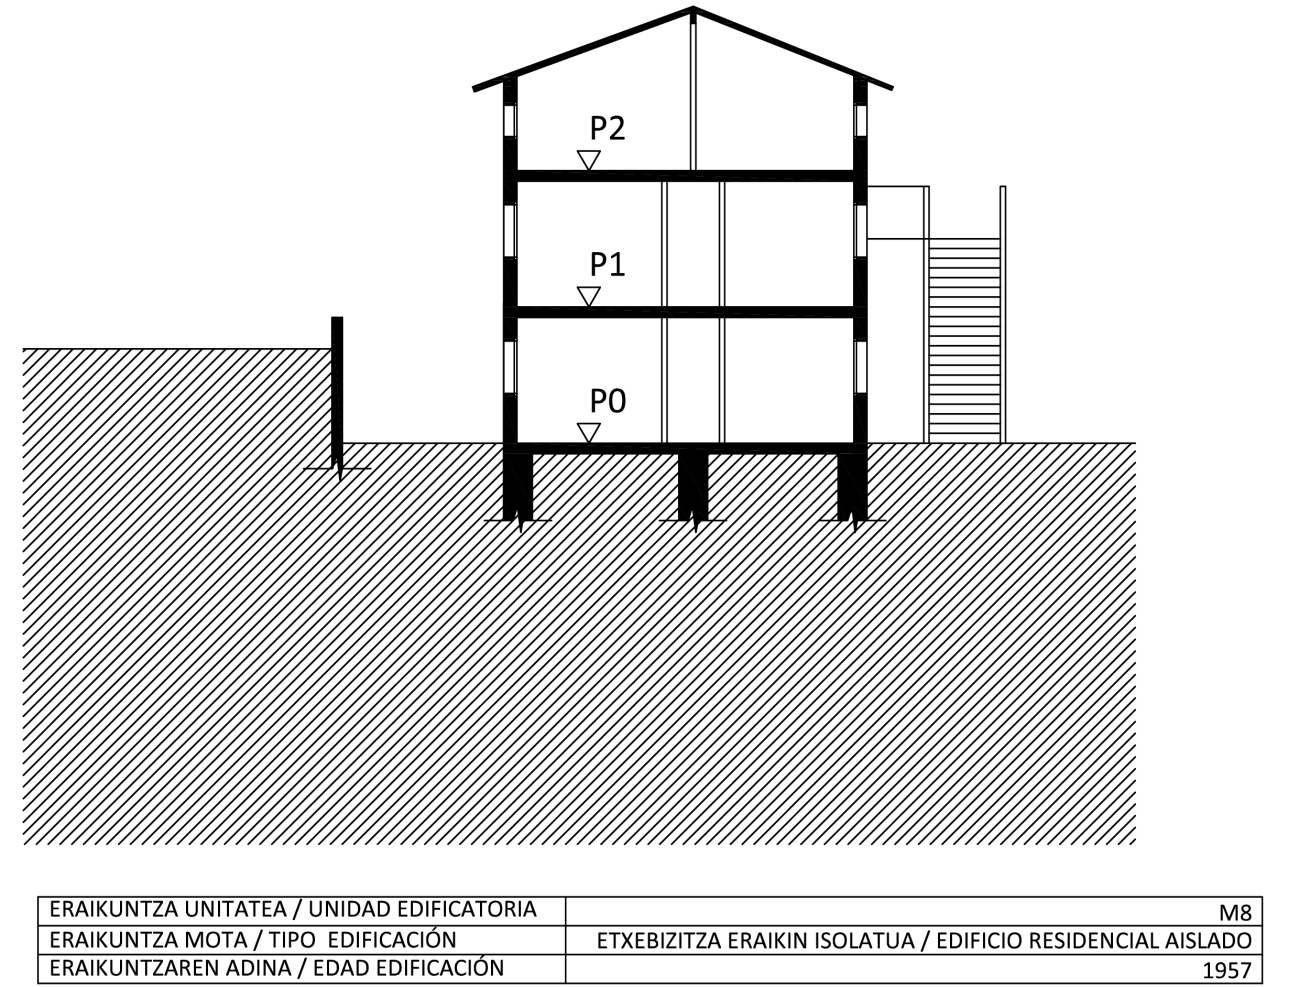 P2
P1
P0
ERAIKUNTZA UNITATEA / UNIDAD EDIFICATORIA M8
ERAIKUNTZA MOTA / TIPO EDIFICACIÓN ETXEBIZITZA ERAIKIN ISOLATUA / EDIFICIO RESIDENCIAL AISLADO
ERAIKUNTZAREN ADINA / EDAD EDIFICACIÓN 1957